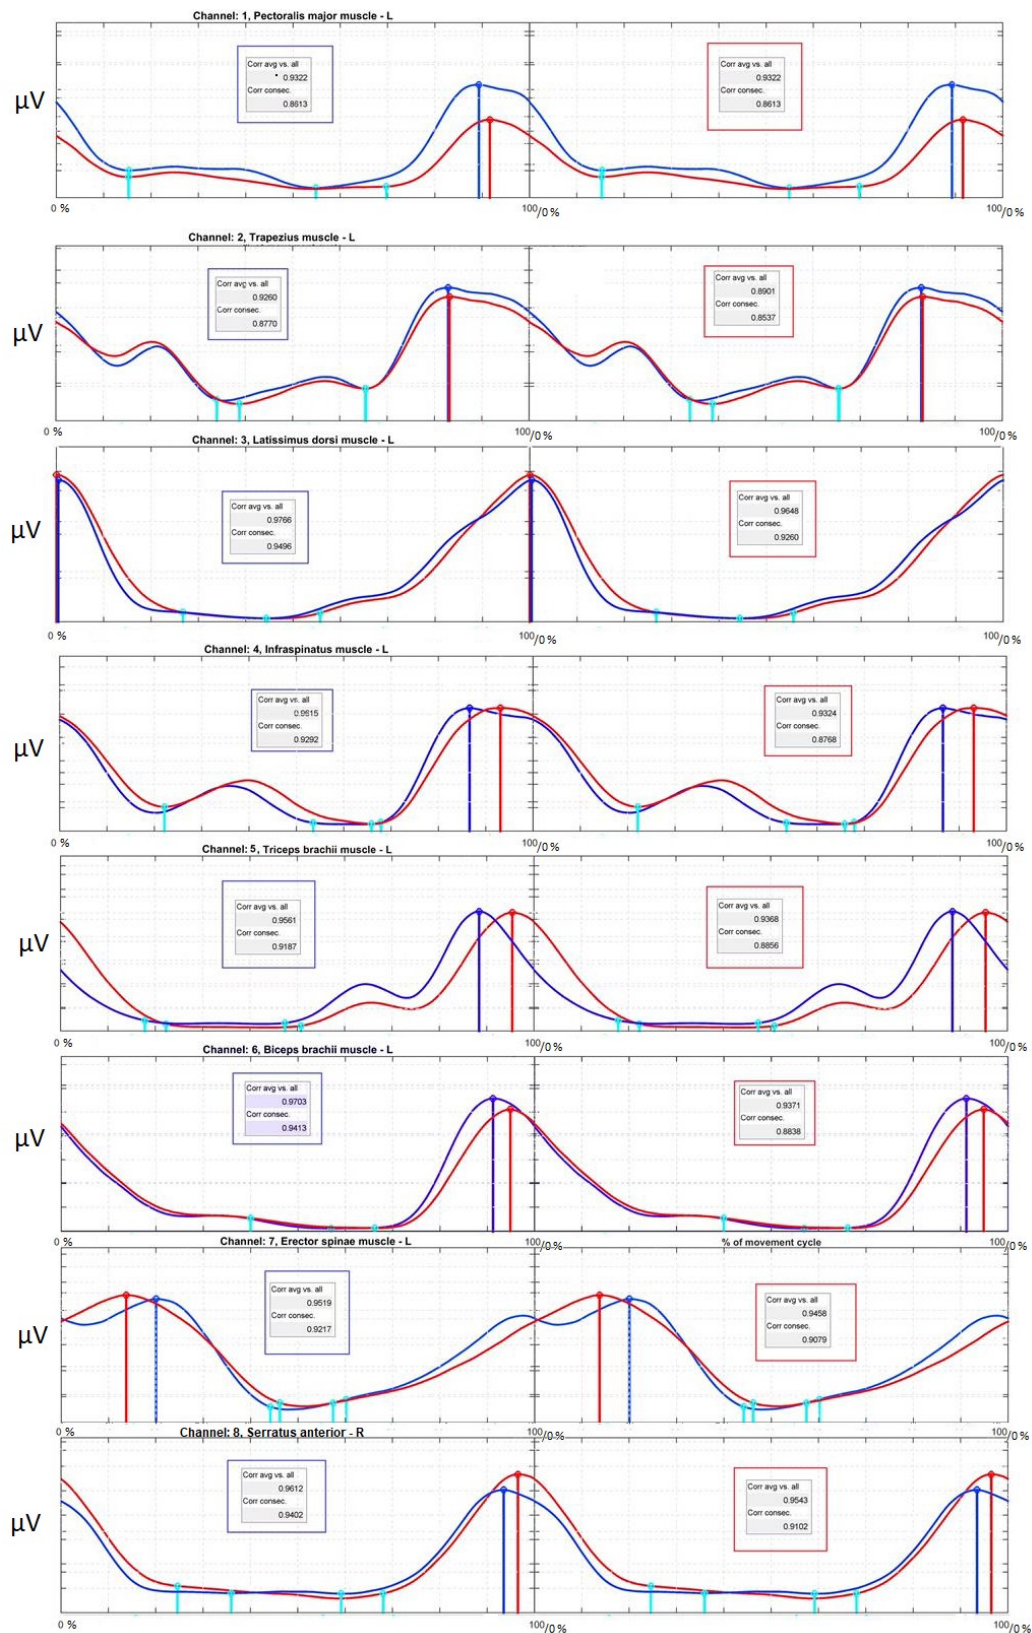 Channel: 1, Pectoralis major muscle - L
μV
Corr avg vs. all
0.9322
Corr consec.
0.8613
Corr avg vs. all
0.9322
Corr consec.
0.8613
0 %
100/0 %
100/0 %
Channel: 2, Trapezius muscle - L
μV
Corr avg vs. all
0.9260
Corr consec.
0.8770
Corr avg vs. all
0.8901
Corr consec.
0.8537
0 %
100/0 %
100/0 %
Channel: 3, Latissimus dorsi muscle - L
μV
Corr avg vs. all
0.9766
Corr consec.
0.9496
Corr avg vs. all
0.9648
Corr consec.
0.9260
0 %
100/0 %
100/0 %
Channel: 4, Infraspinatus muscle - L
μV
Corr avg vs. all
0.9615
Corr consec.
0.9292
Corr avg vs. all
0.9324
Corr consec.
0.8768
0 %
100/0 %
100/0 %
Channel: 5, Triceps brachii muscle - L
μV
Corr avg vs. all
0.9561
Corr consec.
0.9187
Corr avg vs. all
0.9368
Corr consec.
0.8856
0 %
100/0 %
100/0 %
Channel: 6, Biceps brachii muscle - L
μV
Corr avg vs. all
0.9703
Corr consec.
0.9413
Corr avg vs. all
0.9371
Corr consec.
0.8838
0 %
100/0 %
100/0 %
Channel: 7, Erector spinae muscle - L
% of movement cycle
μV
Corr avg vs. all
0.9519
Corr consec.
0.9217
Corr avg vs. all
0.9458
Corr consec.
0.9079
0 %
100/0 %
100/0 %
Channel: 8, Serratus anterior - R
μV
Corr avg vs. all
0.9612
Corr consec.
0.9402
Corr avg vs. all
0.9543
Corr consec.
0.9102
0 %
100/0 %
100/0 %